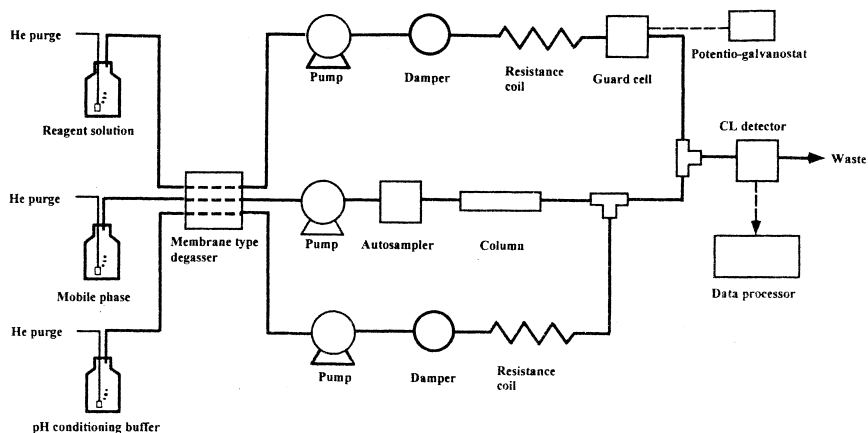 He purge
Reagent solution
Pump
Damper
Resistance
coil
Guard cell
Potentio-galvanostat
CL detector
Waste
He purge
Mobile phase
Membrane type
degasser
Pump
Autosampler
Column
Data processor
He purge
pH conditioning buffer
Pump
Damper
Resistance
coil